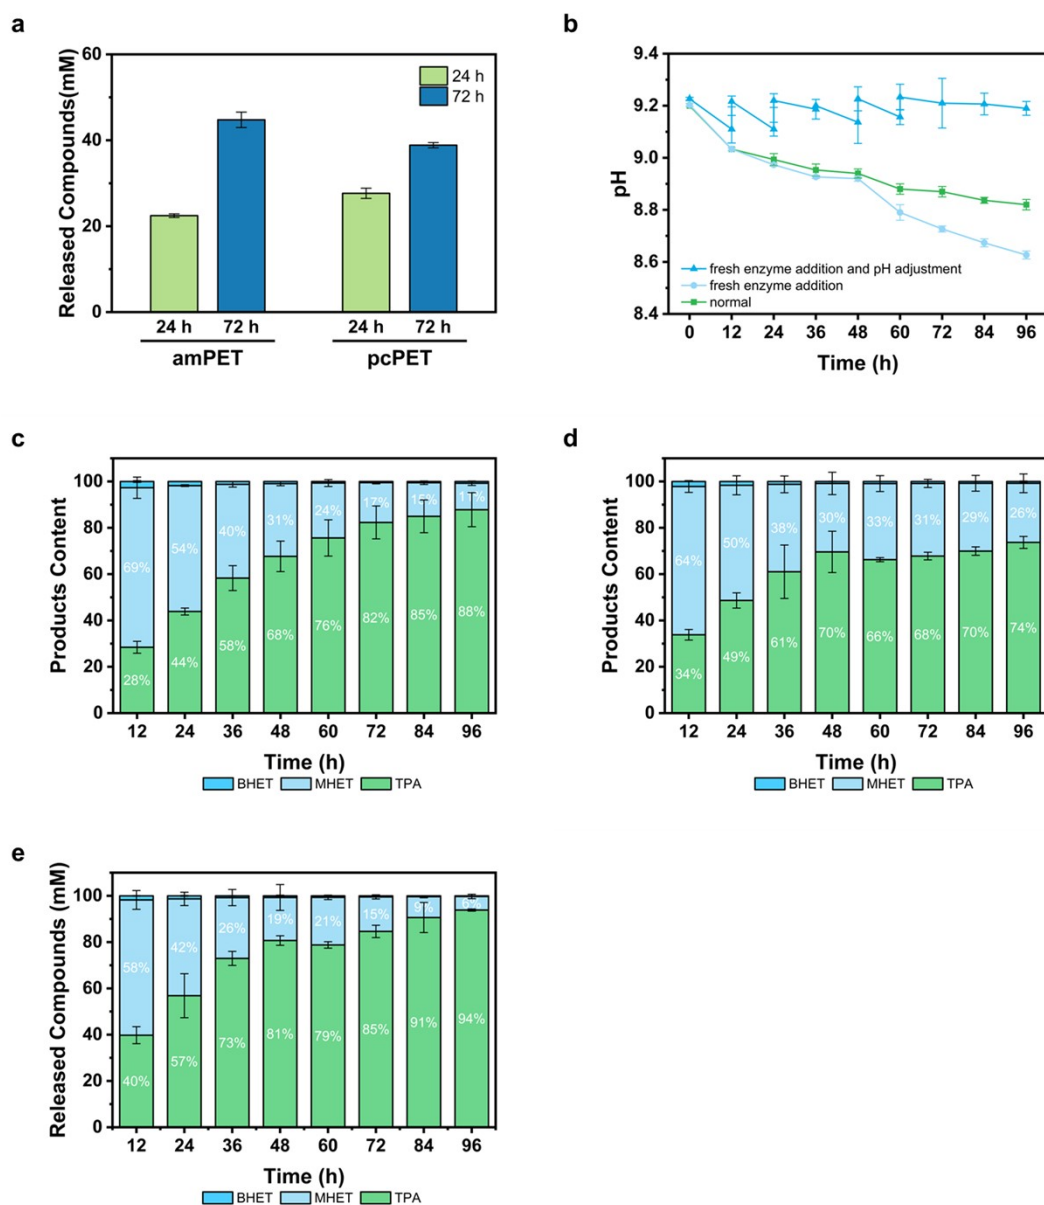 a
60
40
20
0
Released Compounds(mM)
24 h
72 h
24 h 72 h 24 h 72 h
amPET pcPET
b
9.4
9.2
9.0
8.8
8.6
8.4
pH
fresh enzyme addition and pH adjustment
fresh enzyme addition
normal
0 12 24 36 48 60 72 84 96
Time (h)
c
100
80
60
40
20
0
Products Content
69% 54% 40% 31% 24% 17% 15% 11%
28% 44% 58% 68% 76% 82% 85% 88%
12 24 36 48 60 72 84 96
Time (h)
BHET MHET TPA
d
100
80
60
40
20
0
Products Content
64% 50% 38% 30% 33% 31% 29% 26%
34% 49% 61% 70% 66% 68% 70% 74%
12 24 36 48 60 72 84 96
Time (h)
BHET MHET TPA
e
100
80
60
40
20
0
Released Compounds (mM)
58% 42% 26% 19% 21% 15% 9% 6%
40% 57% 73% 81% 79% 85% 91% 94%
12 24 36 48 60 72 84 96
Time (h)
BHET MHET TPA